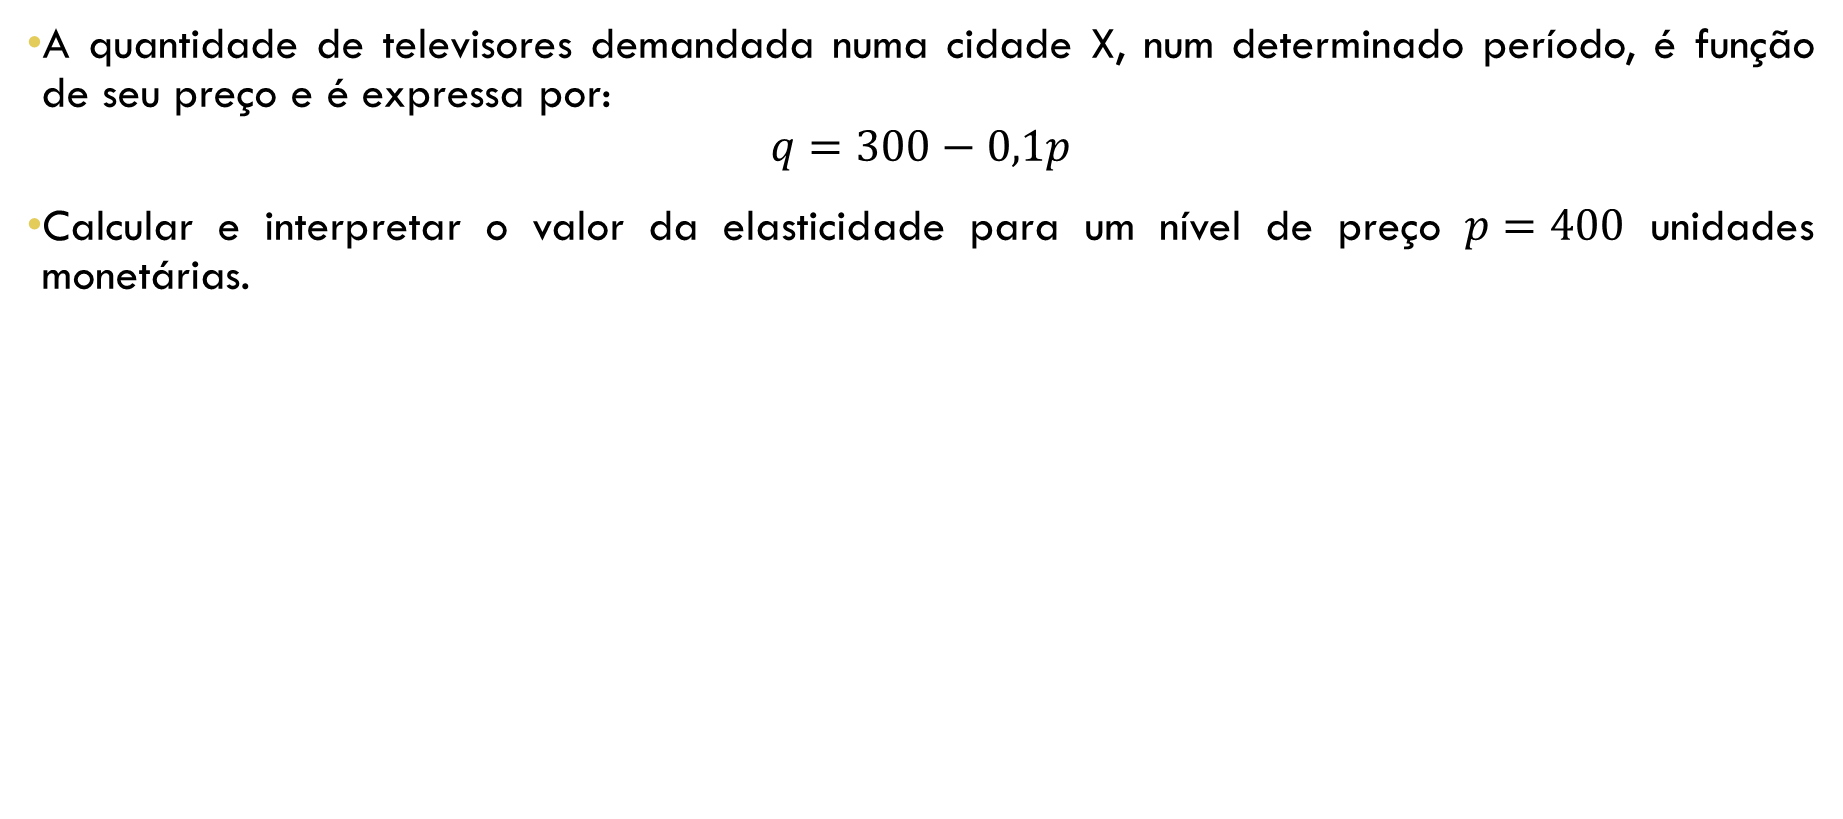 •A quantidade de televisores demandada numa cidade X, num determinado período, é função
de seu preço e é expressa por:
q = 300 − 0,1p
•Calcular e interpretar o valor da elasticidade para um nível de preço p = 400 unidades
monetárias.